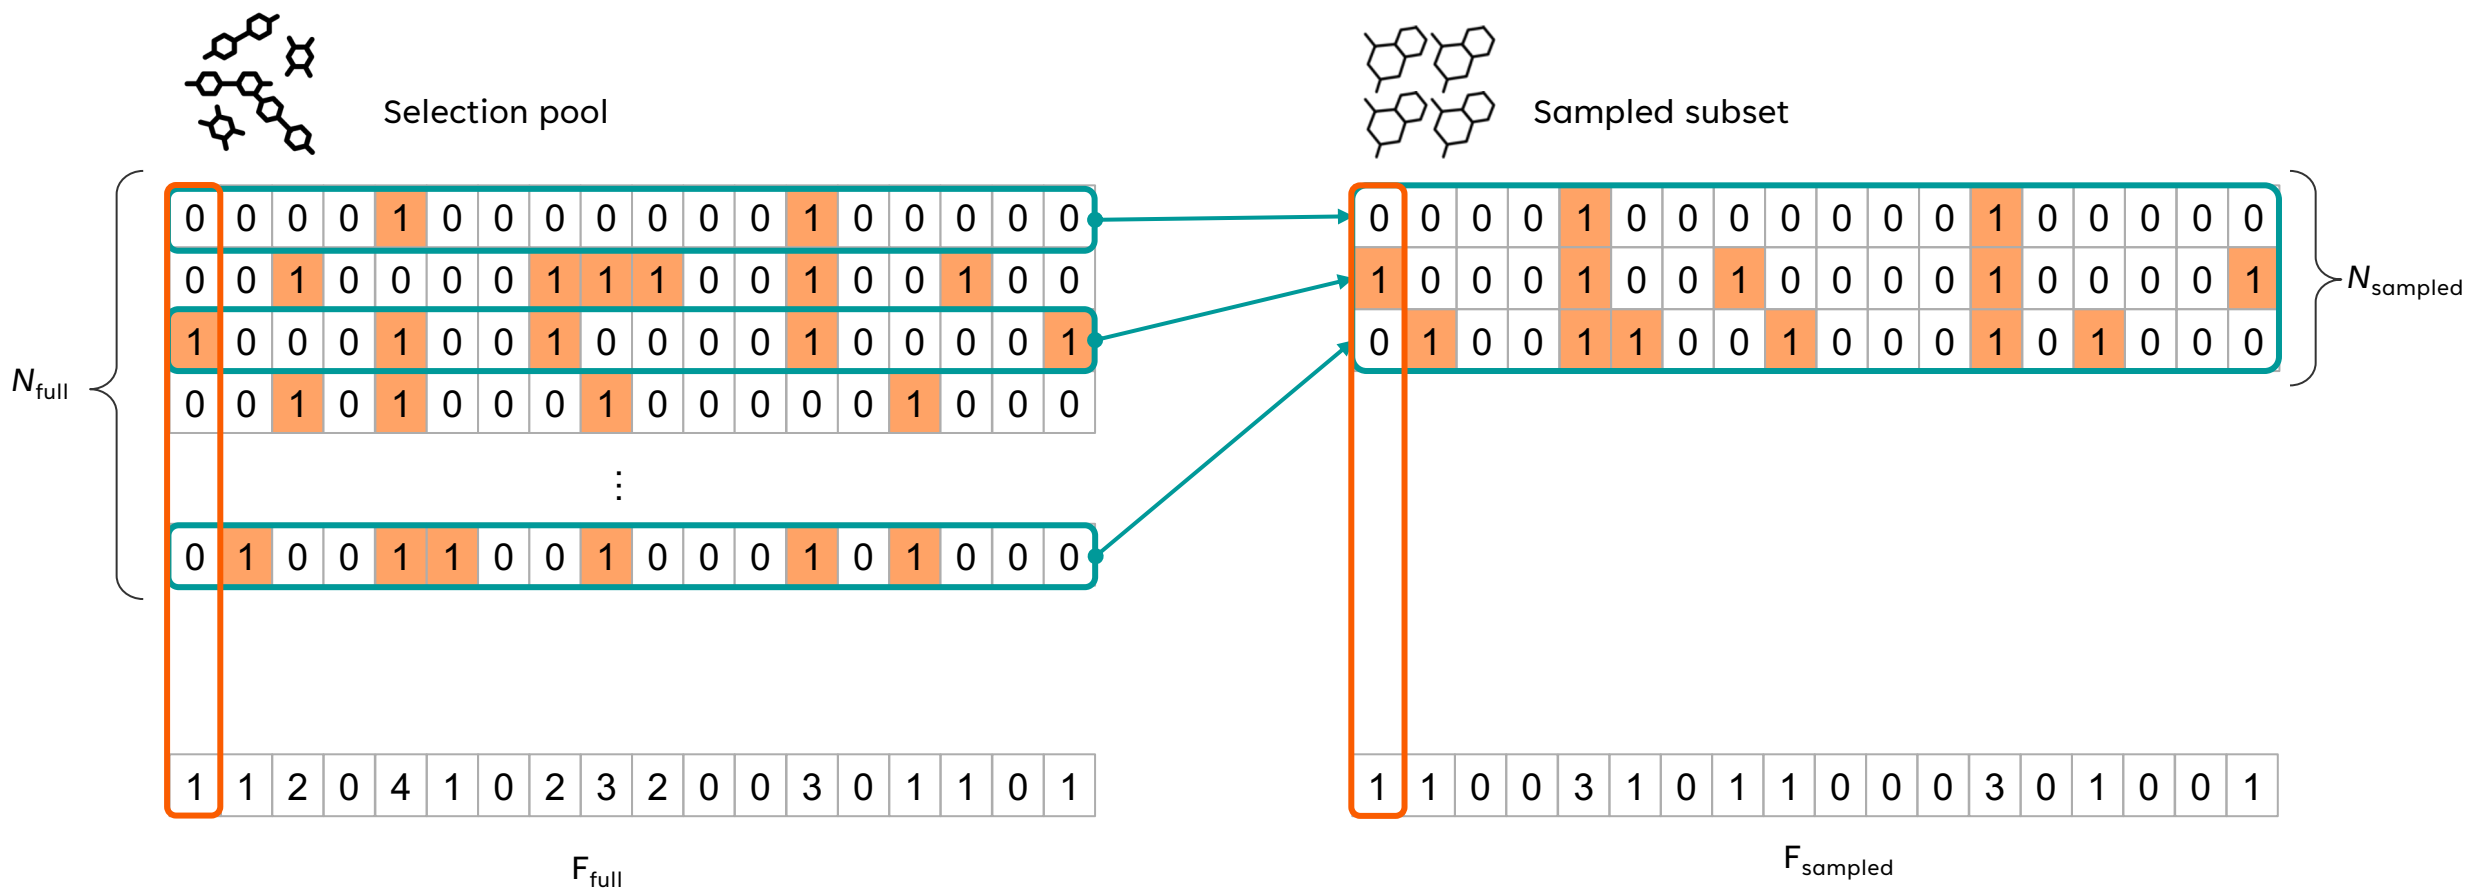 Selection pool
Sampled subset
0 0 0 0 1 0 0 0 0 0 0 0 1 0 0 0 0 0
0 0 1 0 0 0 0 1 1 1 0 0 1 0 0 1 0 0
1 0 0 0 1 0 0 1 0 0 0 0 1 0 0 0 0 1
0 0 1 0 1 0 0 0 1 0 0 0 0 0 1 0 0 0
⋮
0 1 0 0 1 1 0 0 1 0 0 0 1 0 1 0 0 0
N full
1 1 2 0 4 1 0 2 3 2 0 0 3 0 1 1 0 1
F full
0 0 0 0 1 0 0 0 0 0 0 0 1 0 0 0 0 0
1 0 0 0 1 0 0 1 0 0 0 0 1 0 0 0 0 1
0 1 0 0 1 1 0 0 1 0 0 0 1 0 1 0 0 0
N sampled
1 1 0 0 3 1 0 1 1 0 0 0 3 0 1 0 0 1
F sampled